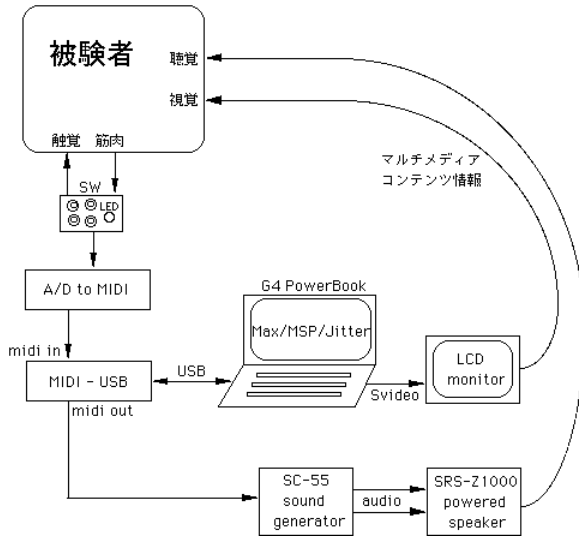 被験者
聴覚
視覚
触覚 筋肉
SW
LED
マルチメディア
コンテンツ情報
A/D to MIDI
G4 PowerBook
Max/MSP/Jitter
midi in
MIDI - USB
USB
midi out
Svideo
LCD
monitor
SC-55
sound
generator
audio
SRS-Z1000
powered
speaker